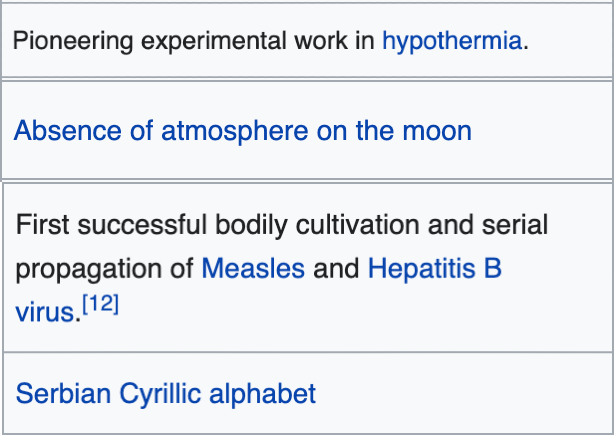 Pioneering experimental work in hypothermia.
Absence of atmosphere on the moon
First successful bodily cultivation and serial
propagation of Measles and Hepatitis B
virus.[12]
Serbian Cyrillic alphabet